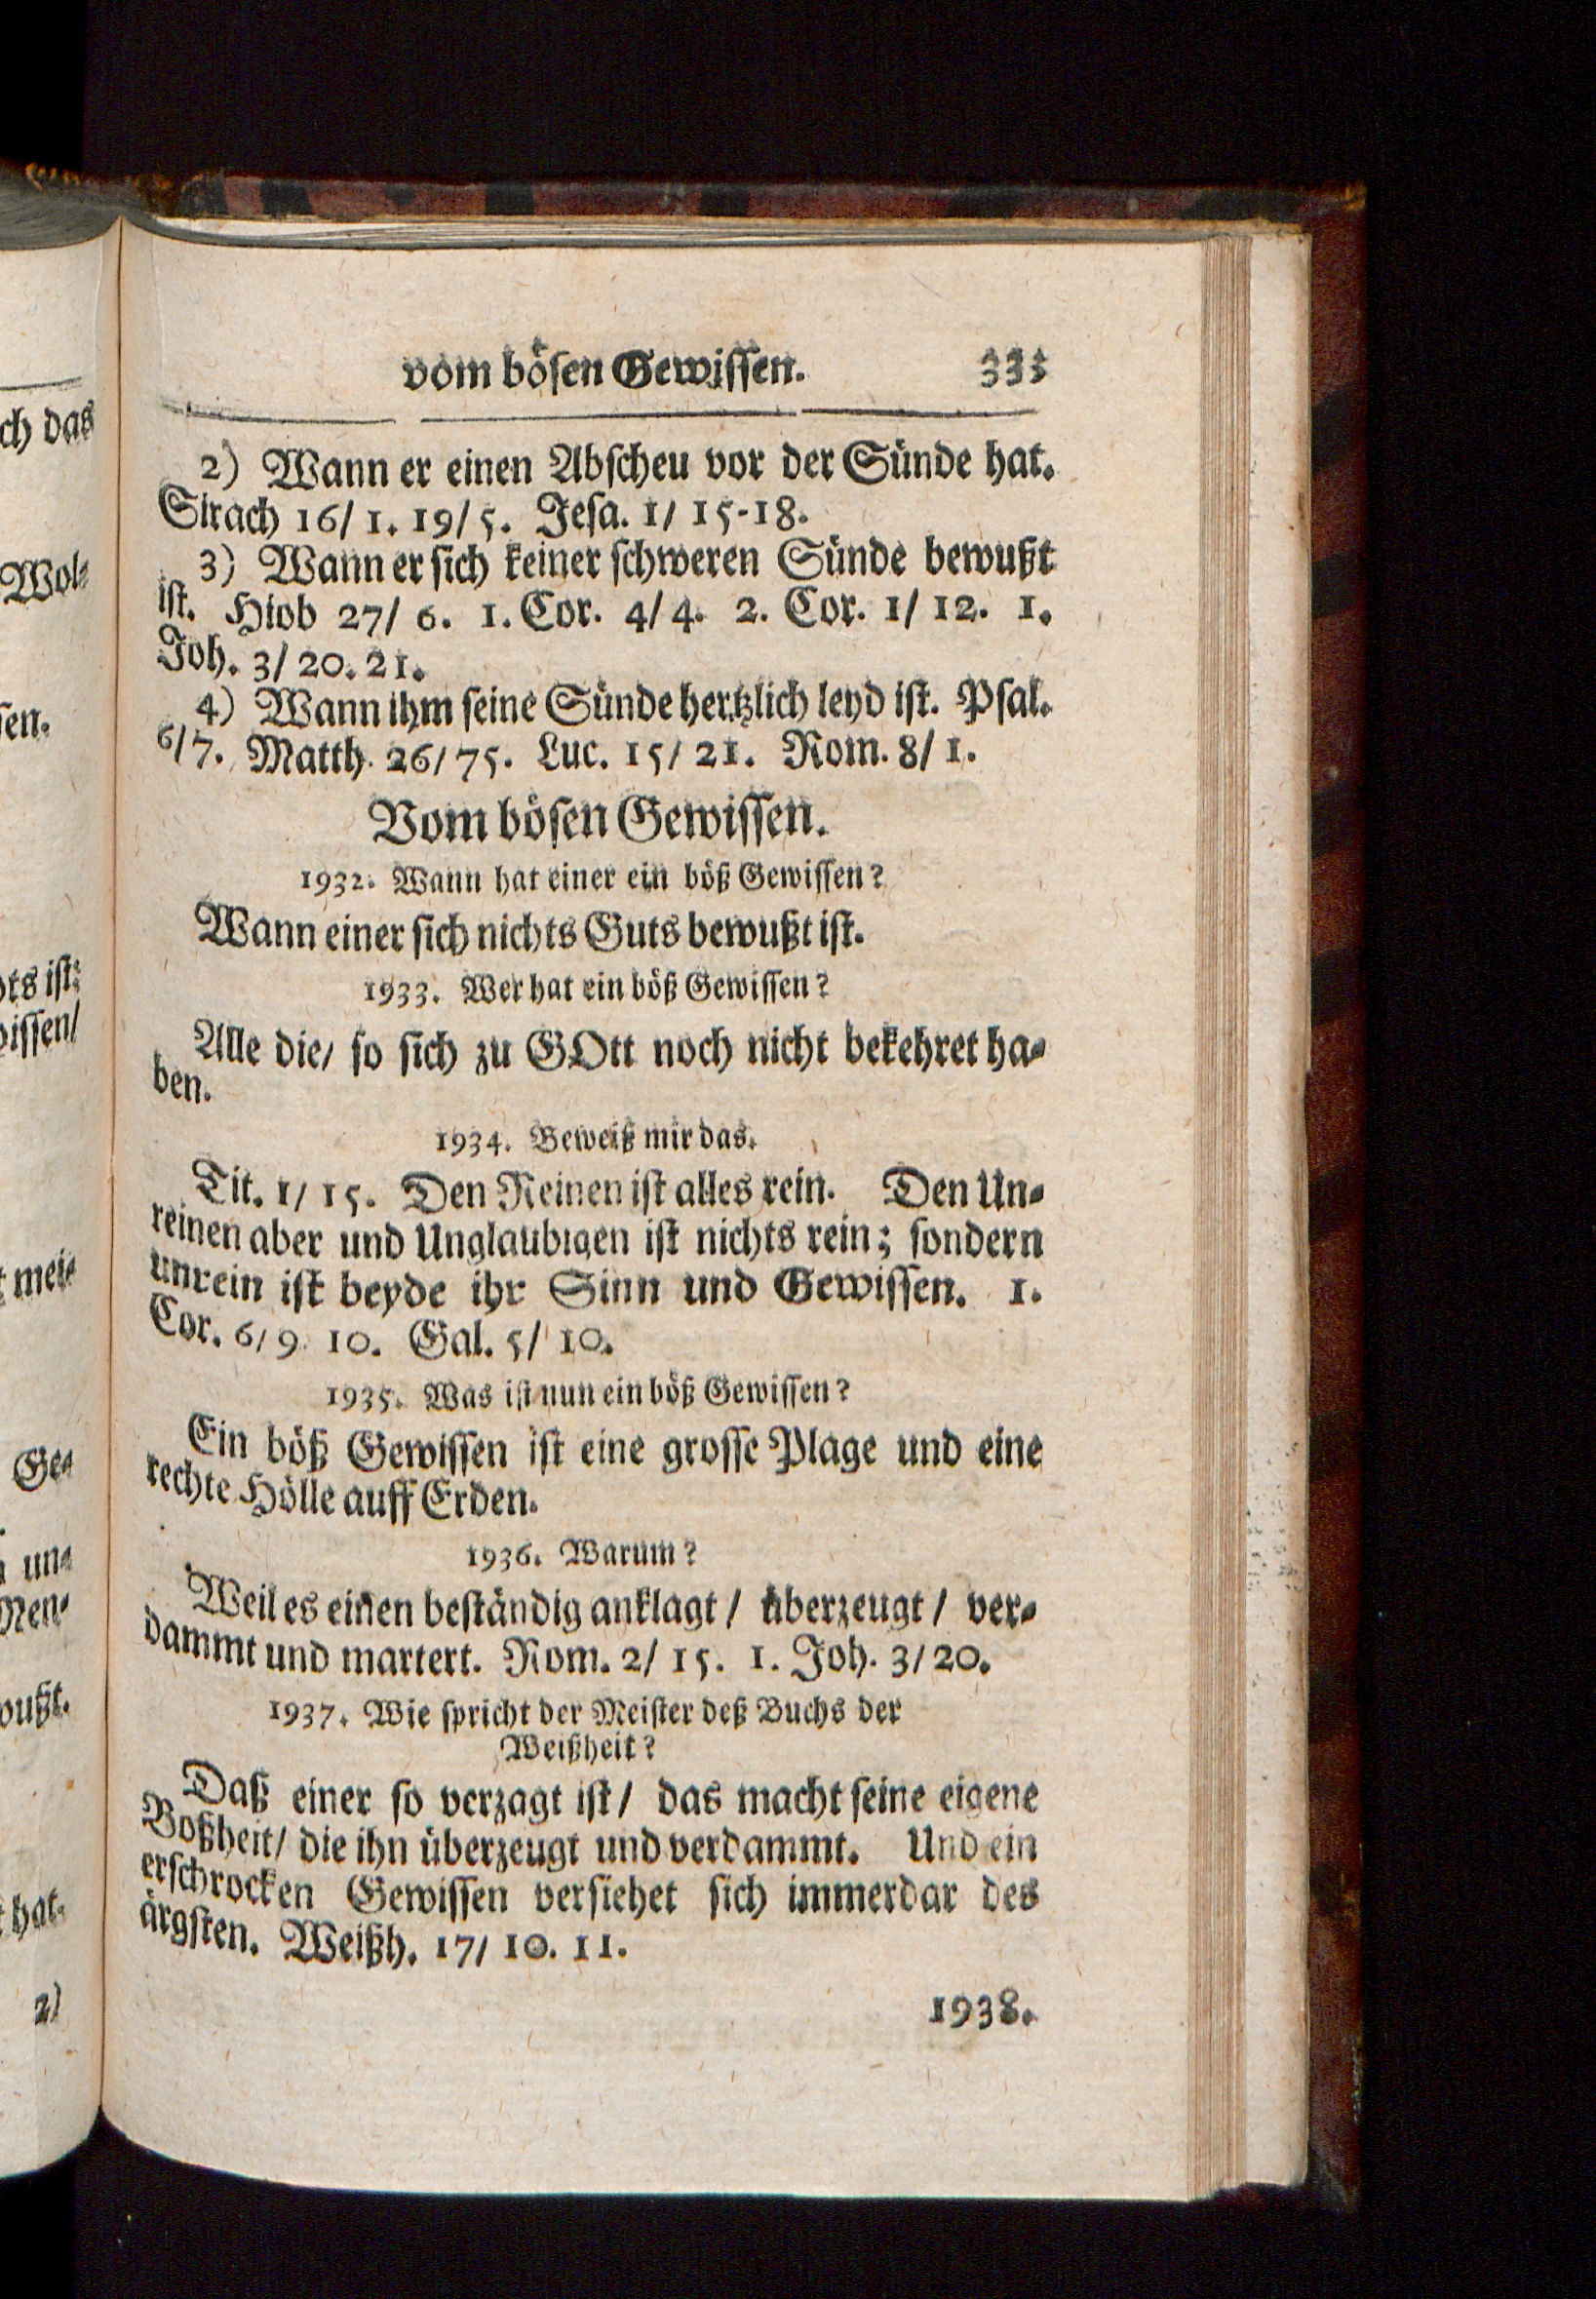 vom bösen Gewissen. 333
2) Wann er einen Abscheu vor der Sünde hat.
Sirach 16/1. 19/5. Jesa. 1/15-18.
3) Wann er sich keiner schweren Sünde bewußt
ist. Hiob 27/6. 1. Cor. 4/4. 2. Cor. 1/12. 1.
Joh. 3/20. 21.
4) Wann ihm seine Sünde hertzlich leyd ist. Psal.
6/7. Matth. 26/75. Luc. 15/21. Rom. 8/1.
Vom bösen Gewissen.
1932. Wann hat einer ein böß Gewissen?
Wann einer sich nichts Guts bewußt ist.
1933. Wer hat ein böß Gewissen?
Alle die/ so sich zu GOtt noch nicht bekehret ha-
ben.
1934. Beweiß mir das.
Tit. 1/15. Den Reinen ist alles rein. Den Un-
reinen aber und Unglaubigen ist nichts rein; sondern
unrein ist beyde ihr Sinn und Gewissen. 1.
Cor. 6/9. 10. Gal. 5/10.
1935. Was ist nun ein böß Gewissen?
Ein böß Gewissen ist eine grosse Plage und eine
rechte Hölle auff Erden.
1936. Warum?
Weil es einen beständig anklagt/ überzeugt/ ver-
dammt und martert. Rom. 2/15. 1. Joh. 3/20.
1937. Wie spricht der Meister deß Buchs der
Weißheit?
Daß einer so verzagt ist/ das macht seine eigene
Boßheit/ die ihn überzeugt und verdammt. Und ein
erschrocken Gewissen versiehet sich immerdar des
ärgsten. Weißh. 17/10. 11.
1938.